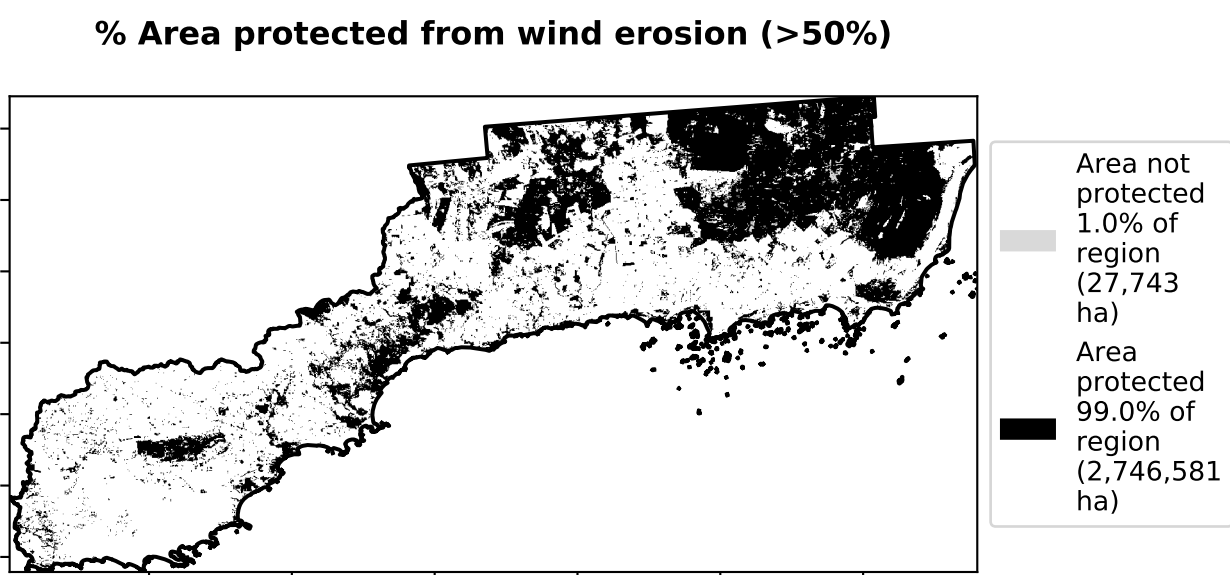 % Area protected from wind erosion (>50%)
Area not
protected
1.0% of
region
(27,743
ha)
Area
protected
99.0% of
region
(2,746,581
ha)